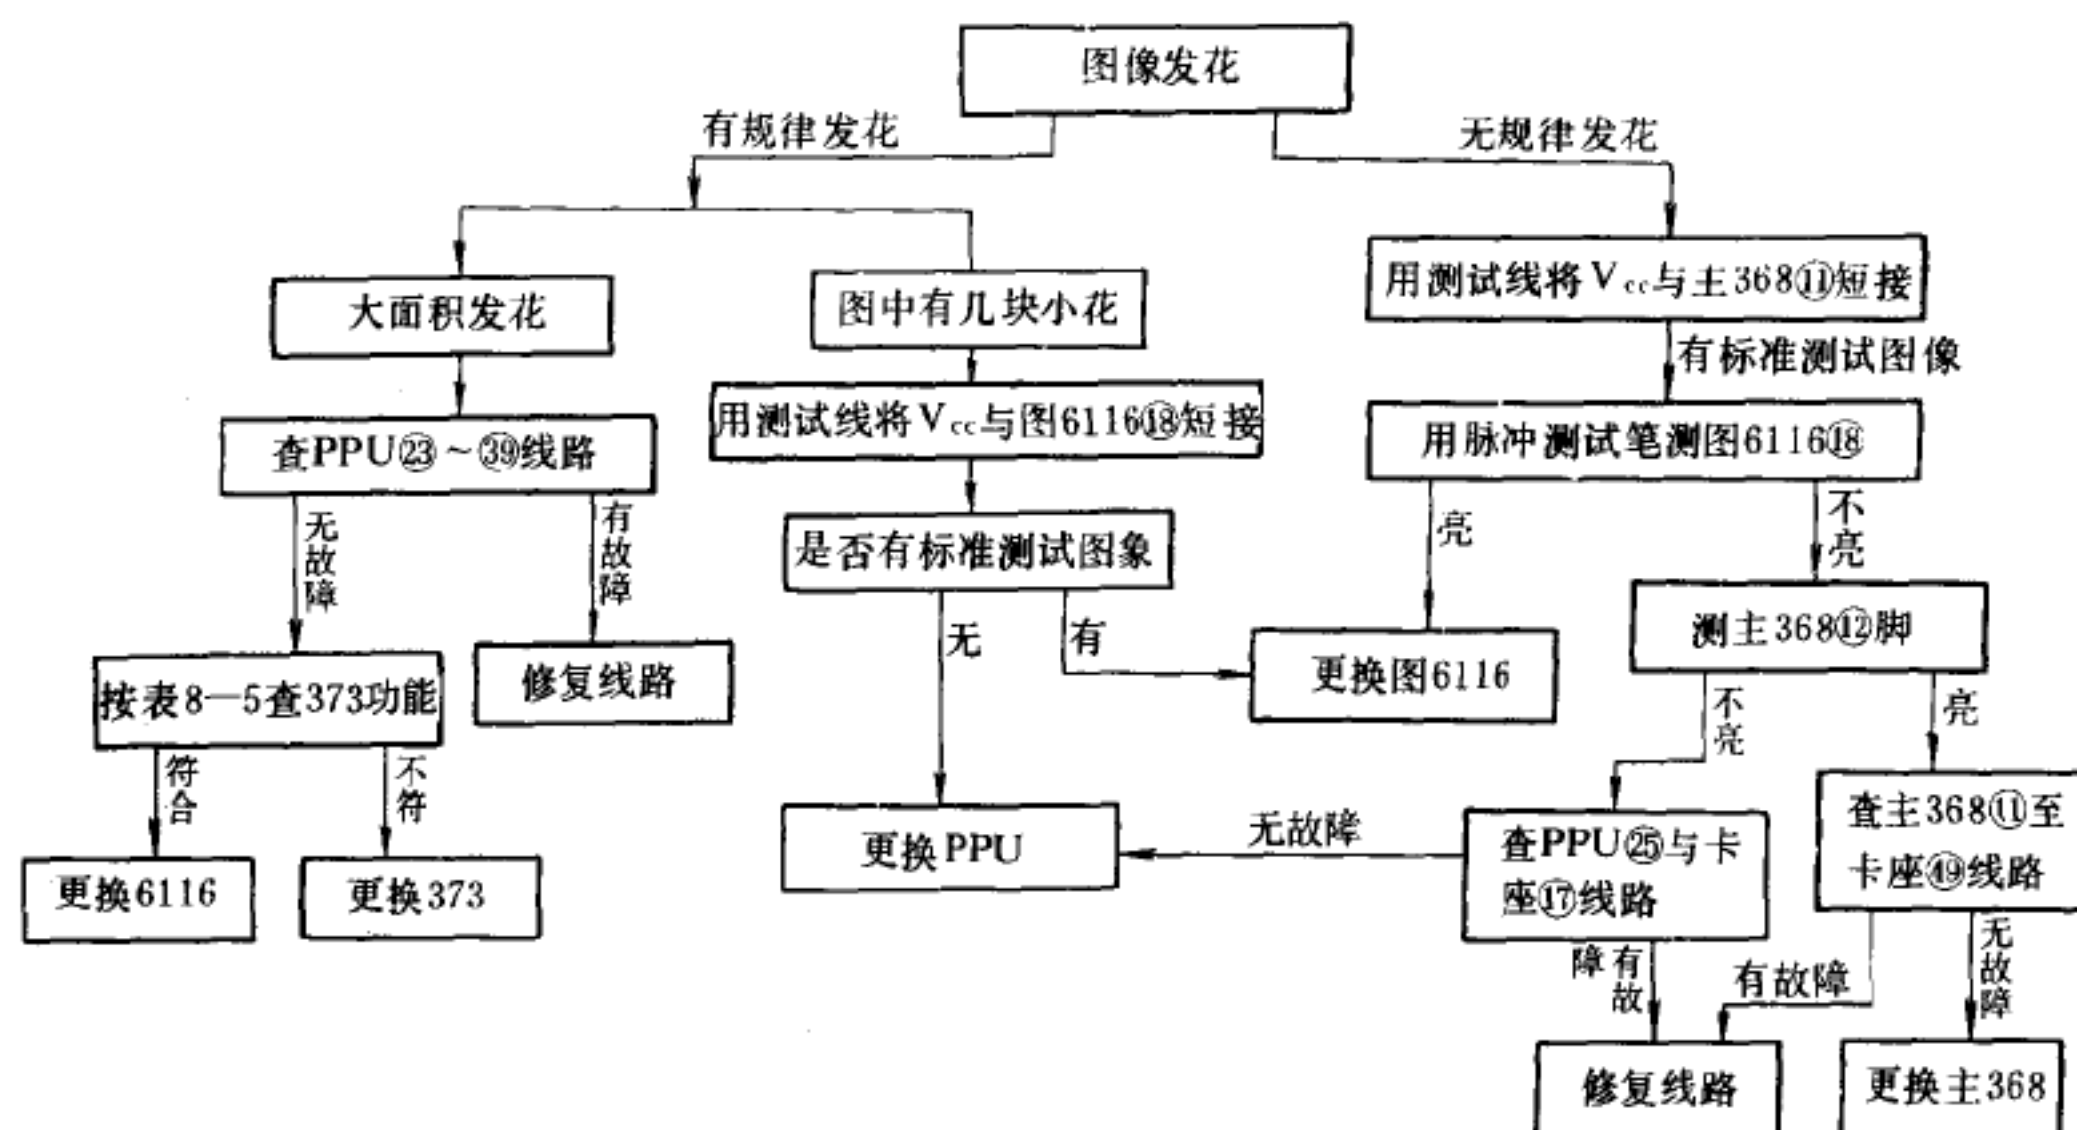 图像发花
有规律发花
无规律发花
大面积发花
图中有几块小花
用测试线将Vcc与主368⑪短接
有标准测试图像
用测试线将Vcc与图6116⑱短接
用脉冲测试笔测图6116⑱
查PPU㉓~㊴线路
无故障
有故障
是否有标准测试图象
亮
不亮
测主368⑫脚
无
有
更换图6116
按表8—5查373功能
修复线路
不亮
亮
符合
不符
更换6116
更换373
更换PPU
无故障
查PPU㉕与卡
座⑰线路
查主368⑪至
卡座㊾线路
有故障
有故障
无故障
修复线路
更换主368